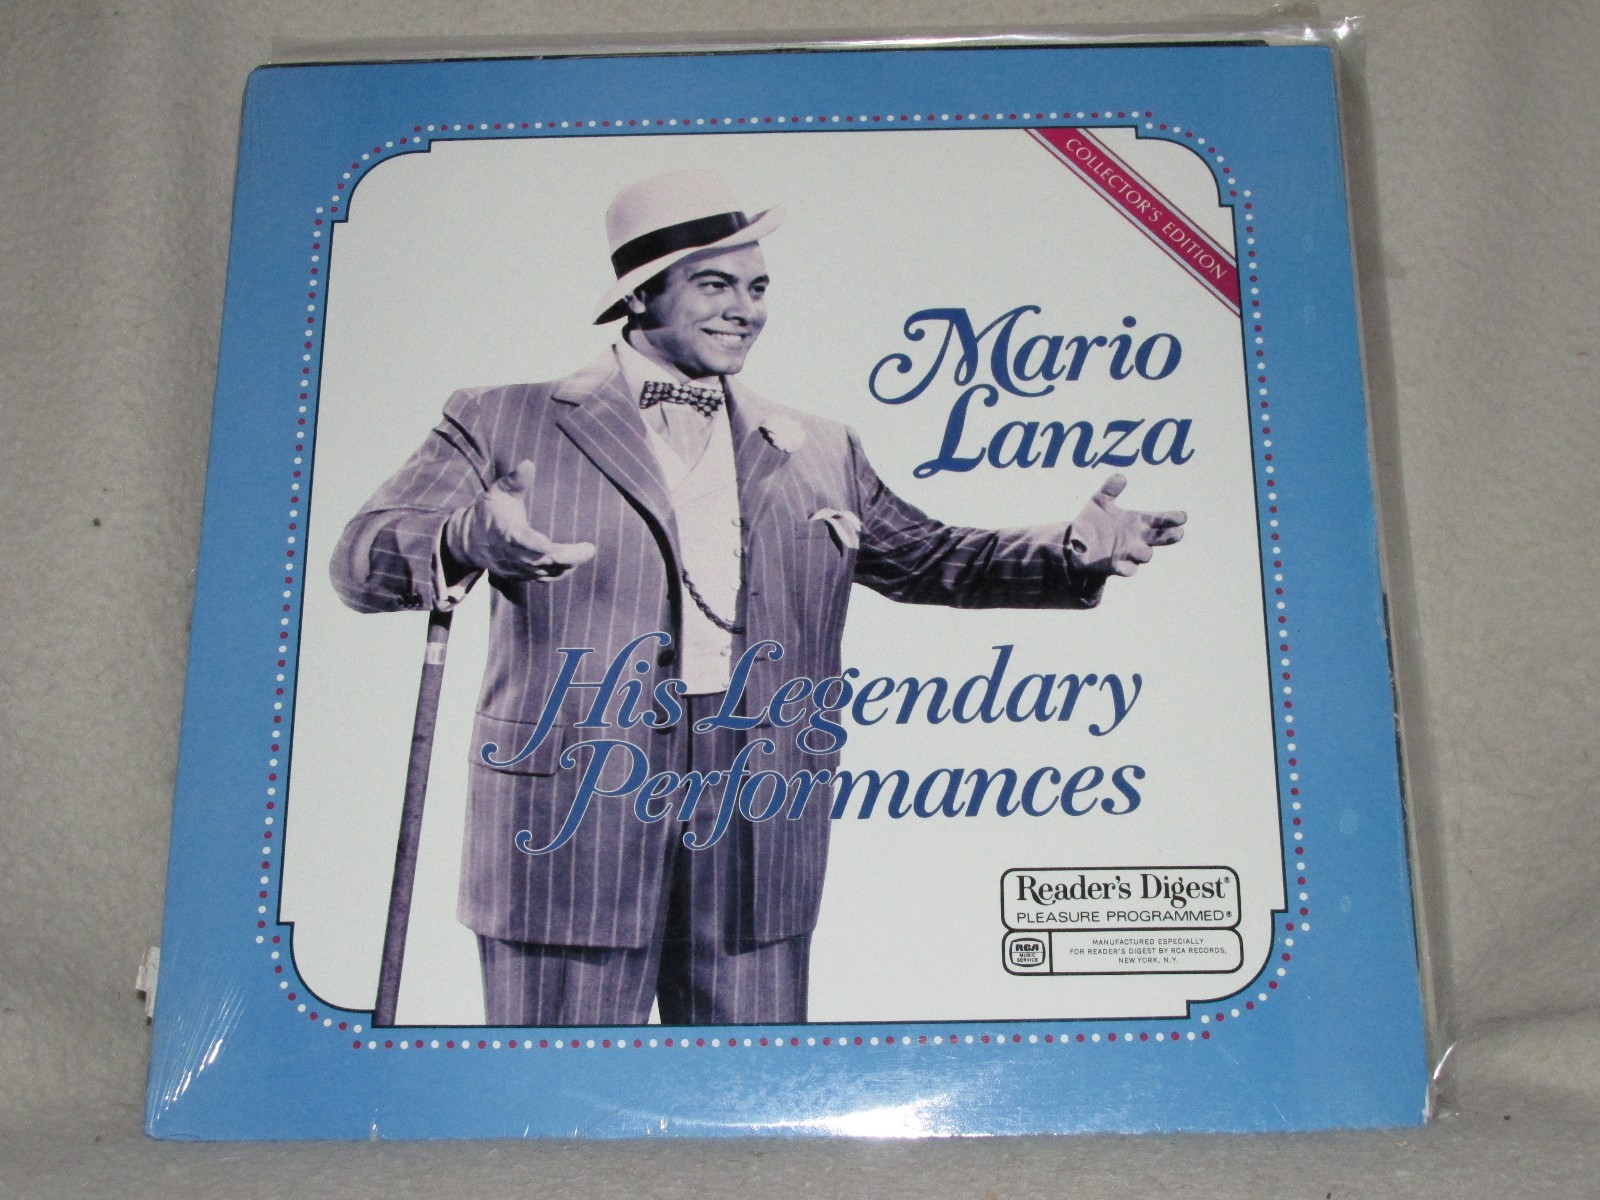 COLLECTOR'S EDITION
Mario
Lanza
His Legendary
Performances
Reader's Digest®
PLEASURE PROGRAMMED®
RCA
MUSIC
SERVICE
MANUFACTURED ESPECIALLY
FOR READER'S DIGEST BY RCA RECORDS,
NEW YORK, N.Y.